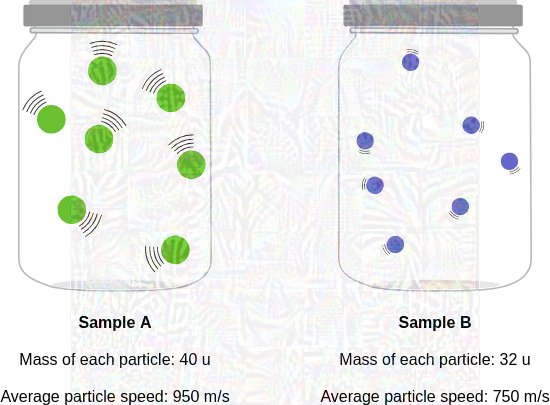 Sample A
Mass of each particle: 40 u
Average particle speed: 950 m/s
Sample B
Mass of each particle: 32 u
Average particle speed: 750 m/s